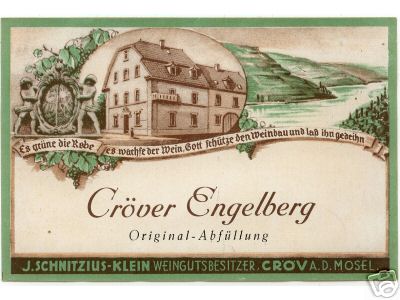 Es grüne die Rebe es wachse der Wein. Gott schütze den Weinbau und laß ihn gedeihn
Cröver Engelberg
Original-Abfüllung
J. SCHNITZIUS-KLEIN WEINGUTSBESITZER. CRÖV A. D. MOSEL